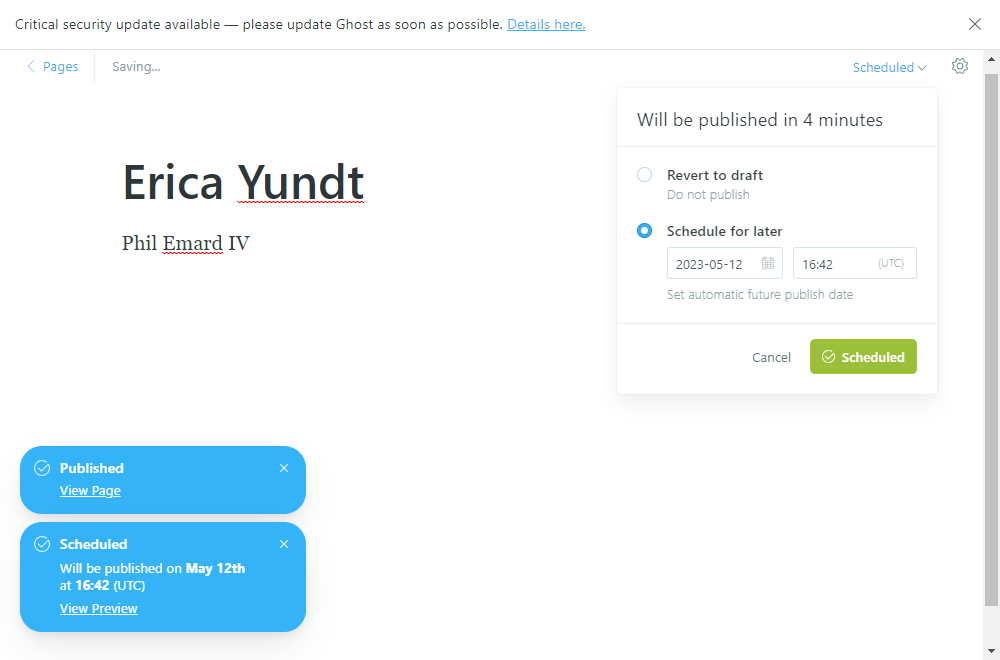 Critical security update available — please update Ghost as soon as possible. Details here.
Pages
Saving...
Scheduled
Will be published in 4 minutes
Erica Yundt
Phil Emard IV
Revert to draft
Do not publish
Schedule for later
2023-05-12
16:42 (UTC)
Set automatic future publish date
Cancel
Scheduled
Published
View Page
Scheduled
Will be published on May 12th
at 16:42 (UTC)
View Preview